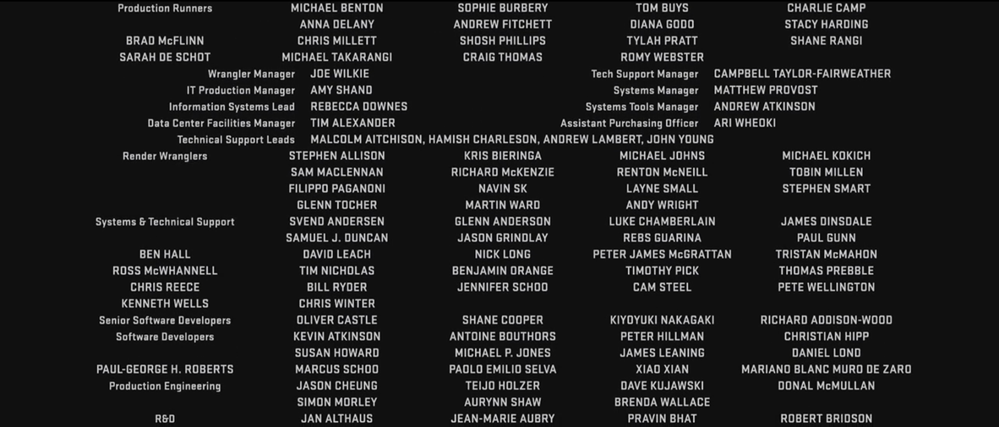 Production Runners MICHAEL BENTON SOPHIE BURBERY TOM BUYS CHARLIE CAMP
ANNA DELANY ANDREW FITCHETT DIANA GODO STACY HARDING
BRAD McFLINN CHRIS MILLETT SHOSH PHILLIPS TYLAH PRATT SHANE RANGI
SARAH DE SCHOT MICHAEL TAKARANGI CRAIG THOMAS ROMY WEBSTER
Wrangler Manager JOE WILKIE Tech Support Manager CAMPBELL TAYLOR-FAIRWEATHER
IT Production Manager AMY SHAND Systems Manager MATTHEW PROVOST
Information Systems Lead REBECCA DOWNES Systems Tools Manager ANDREW ATKINSON
Data Center Facilities Manager TIM ALEXANDER Assistant Purchasing Officer ARI WHEOKI
Technical Support Leads MALCOLM AITCHISON, HAMISH CHARLESON, ANDREW LAMBERT, JOHN YOUNG
Render Wranglers STEPHEN ALLISON KRIS BIERINGA MICHAEL JOHNS MICHAEL KOKICH
SAM MACLENNAN RICHARD McKENZIE RENTON McNEILL TOBIN MILLEN
FILIPPO PAGANONI NAVIN SK LAYNE SMALL STEPHEN SMART
GLENN TOCHER MARTIN WARD ANDY WRIGHT
Systems & Technical Support SVEND ANDERSEN GLENN ANDERSON LUKE CHAMBERLAIN JAMES DINSDALE
SAMUEL J. DUNCAN JASON GRINDLAY REBS GUARINA PAUL GUNN
BEN HALL DAVID LEACH NICK LONG PETER JAMES McGRATTAN TRISTAN McMAHON
ROSS McWHANNELL TIM NICHOLAS BENJAMIN ORANGE TIMOTHY PICK THOMAS PREBBLE
CHRIS REECE BILL RYDER JENNIFER SCHOO CAM STEEL PETE WELLINGTON
KENNETH WELLS CHRIS WINTER
Senior Software Developers OLIVER CASTLE SHANE COOPER KIYOYUKI NAKAGAKI RICHARD ADDISON-WOOD
Software Developers KEVIN ATKINSON ANTOINE BOUTHORS PETER HILLMAN CHRISTIAN HIPP
SUSAN HOWARD MICHAEL P. JONES JAMES LEANING DANIEL LOND
PAUL-GEORGE H. ROBERTS MARCUS SCHOO PAOLO EMILIO SELVA XIAO XIAN MARIANO BLANC MURO DE ZARO
Production Engineering JASON CHEUNG TEIJO HOLZER DAVE KUJAWSKI DONAL McMULLAN
SIMON MORLEY AURYNN SHAW BRENDA WALLACE
R&D JAN ALTHAUS JEAN-MARIE AUBRY PRAVIN BHAT ROBERT BRIDSON